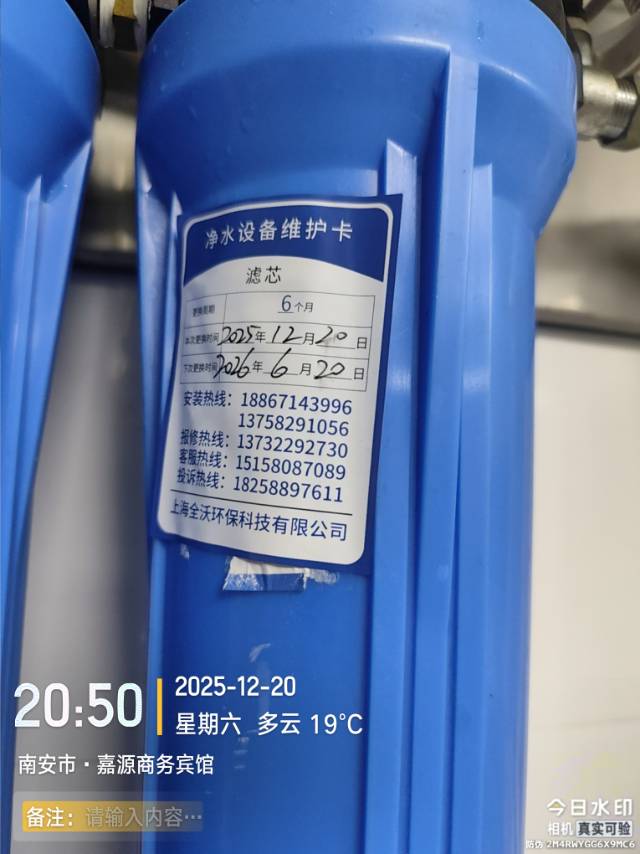 净水设备维护卡
滤芯
更换周期 6个月
本次更换时间 2025年12月20日
下次更换时间 2026年6月20日
安装热线：18867143996
13758291056
报修热线：13732292730
客服热线：15158087089
投诉热线：18258897611
上海全沃环保科技有限公司
20:50
2025-12-20
星期六 多云 19°C
南安市·嘉源商务宾馆
备注：请输入内容…
今日水印
相机 真实可验
防伪 2M4RWYGG6X9MC6